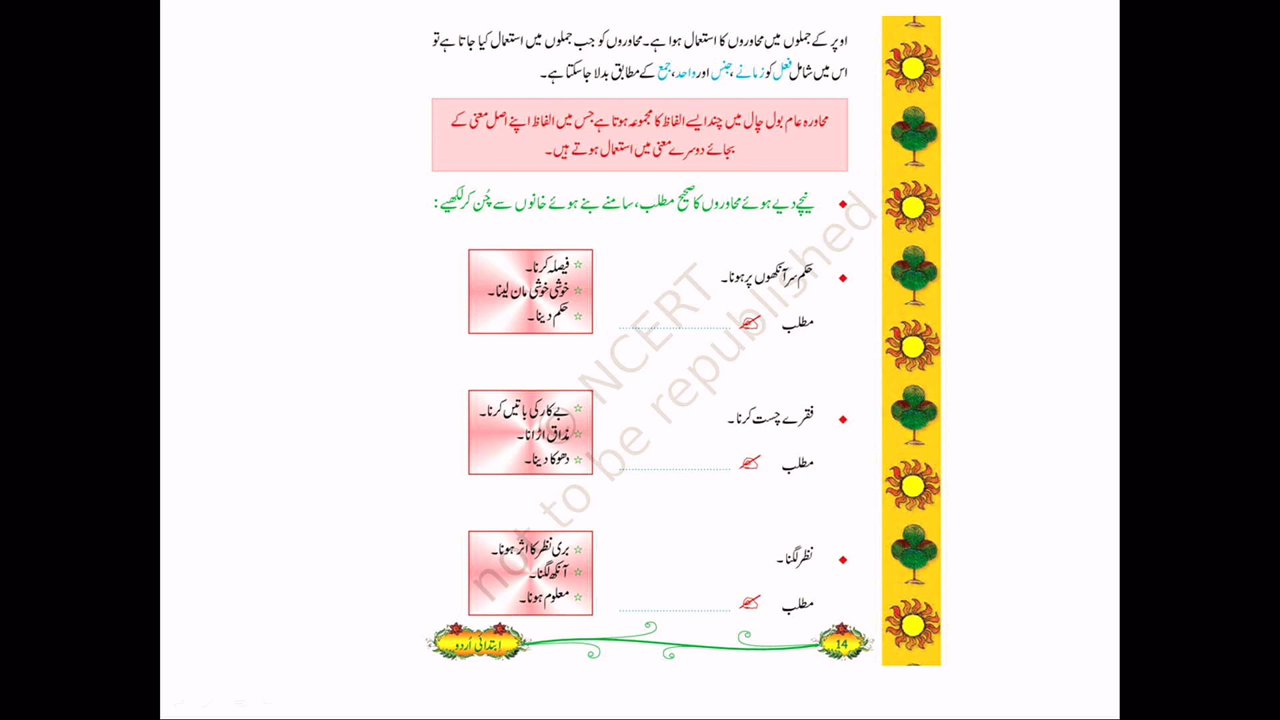 اوپر کے جملوں میں محاوروں کا استعمال ہوا ہے۔ محاوروں کو جب جملوں میں استعمال کیا جاتا ہے تو
اس میں شامل فعل کو زمانے، جنس اور واحد، جمع کے مطابق بدلا جاسکتا ہے۔
محاورہ عام بول چال میں چند ایسے الفاظ کا مجموعہ ہوتا ہے جس میں الفاظ اپنے اصل معنی کے
بجائے دوسرے معنی میں استعمال ہوتے ہیں۔
نیچے دیے ہوئے محاوروں کا صحیح مطلب، سامنے بنے ہوئے خانوں سے چُن کر لکھیے:
حکم سر آنکھوں پر ہونا۔
مطلب
فیصلہ کرنا۔
خوشی خوشی مان لینا۔
حکم دینا۔
فقرے چست کرنا۔
مطلب
بے کار کی باتیں کرنا۔
مذاق اڑانا۔
دھوکا دینا۔
نظر لگنا۔
مطلب
بری نظر کا اثر ہونا۔
آنکھ لگنا۔
معلوم ہونا۔
14
ابتدائی اُردو
© NCERT
not to be republished